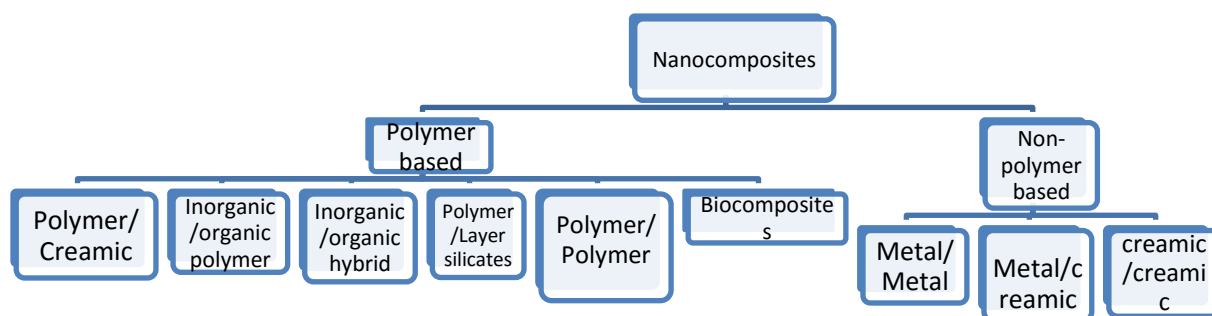 Nanocomposites
Polymer
based
Non-
polymer
based
Polymer/
Creamic
Inorganic
/organic
polymer
Inorganic
/organic
hybrid
Polymer
/Layer
silicates
Polymer/
Polymer
Biocomposite
s
Metal/
Metal
Metal/c
reamic
creamic
/creami
c